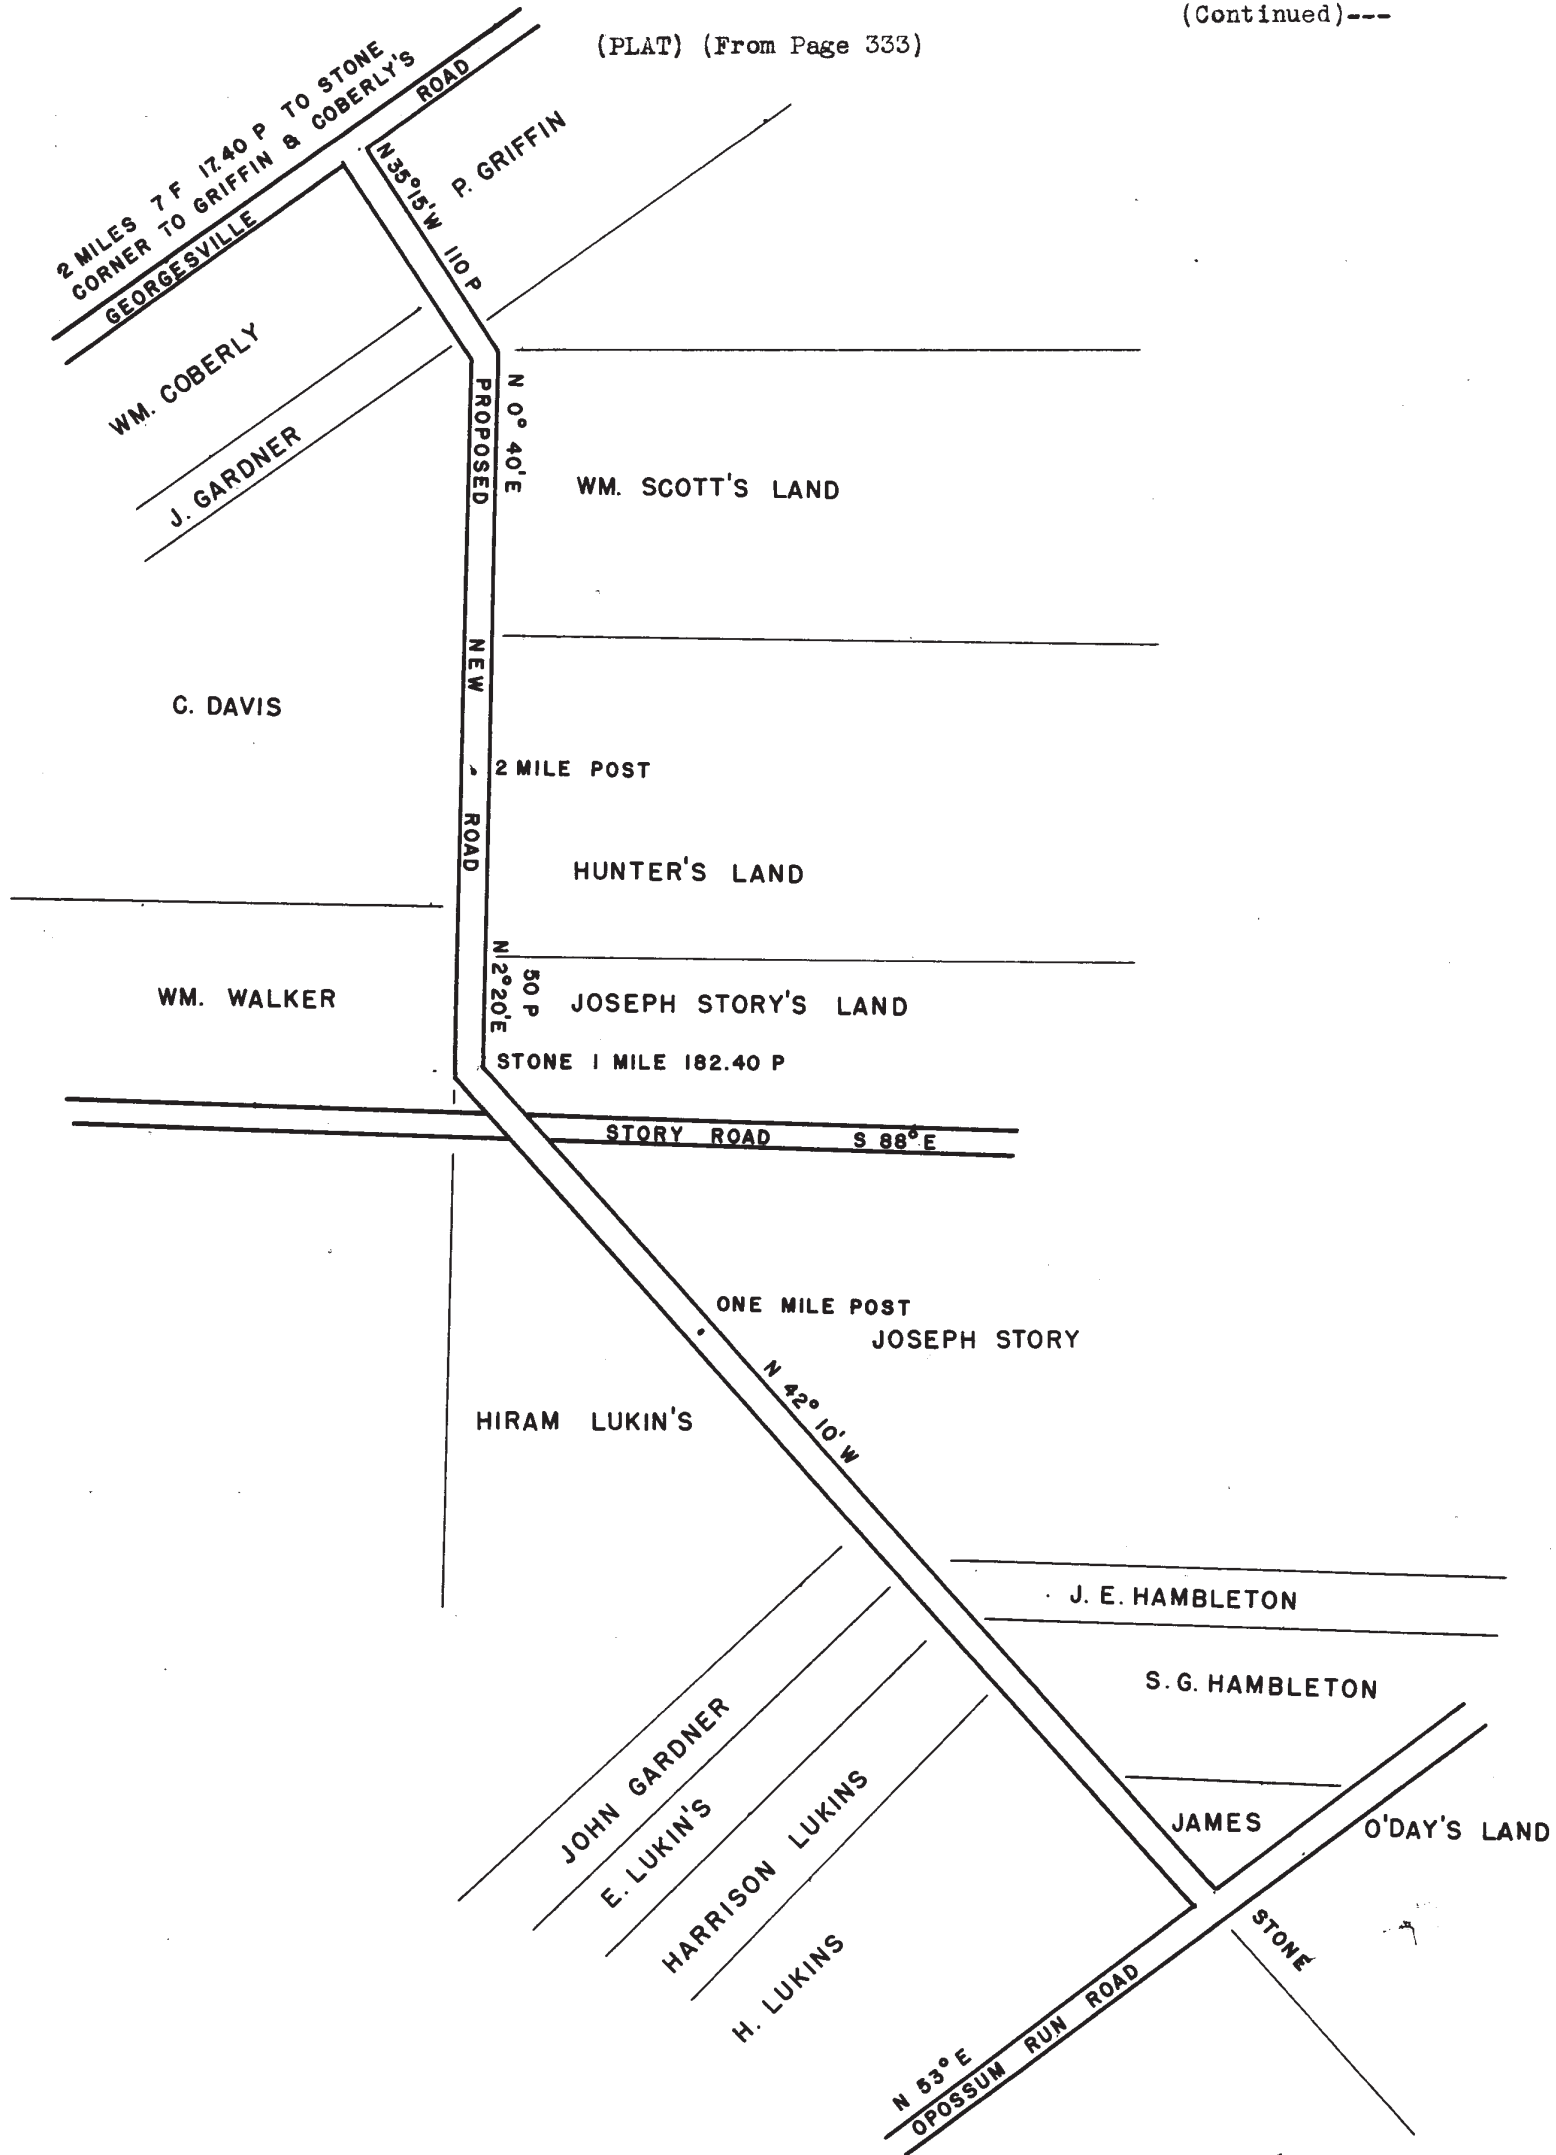 (Continued)---
(PLAT) (From Page 333)
2 MILES 7 F 17.40 P TO STONE
CORNER TO GRIFFIN & COBERLY'S
GEORGESVILLE ROAD
N 35°15'W 110 P
P. GRIFFIN
WM. COBERLY
J. GARDNER
PROPOSED NEW ROAD
N 0° 40'E
WM. SCOTT'S LAND
C. DAVIS
2 MILE POST
HUNTER'S LAND
N 2°20'E
50 P
WM. WALKER
JOSEPH STORY'S LAND
STONE 1 MILE 182.40 P
STORY ROAD S 88° E
ONE MILE POST
JOSEPH STORY
N 42° 10' W
HIRAM LUKIN'S
J. E. HAMBLETON
S. G. HAMBLETON
JOHN GARDNER
E. LUKIN'S
HARRISON LUKINS
H. LUKINS
JAMES O'DAY'S LAND
STONE
N 53° E
OPOSSUM RUN ROAD